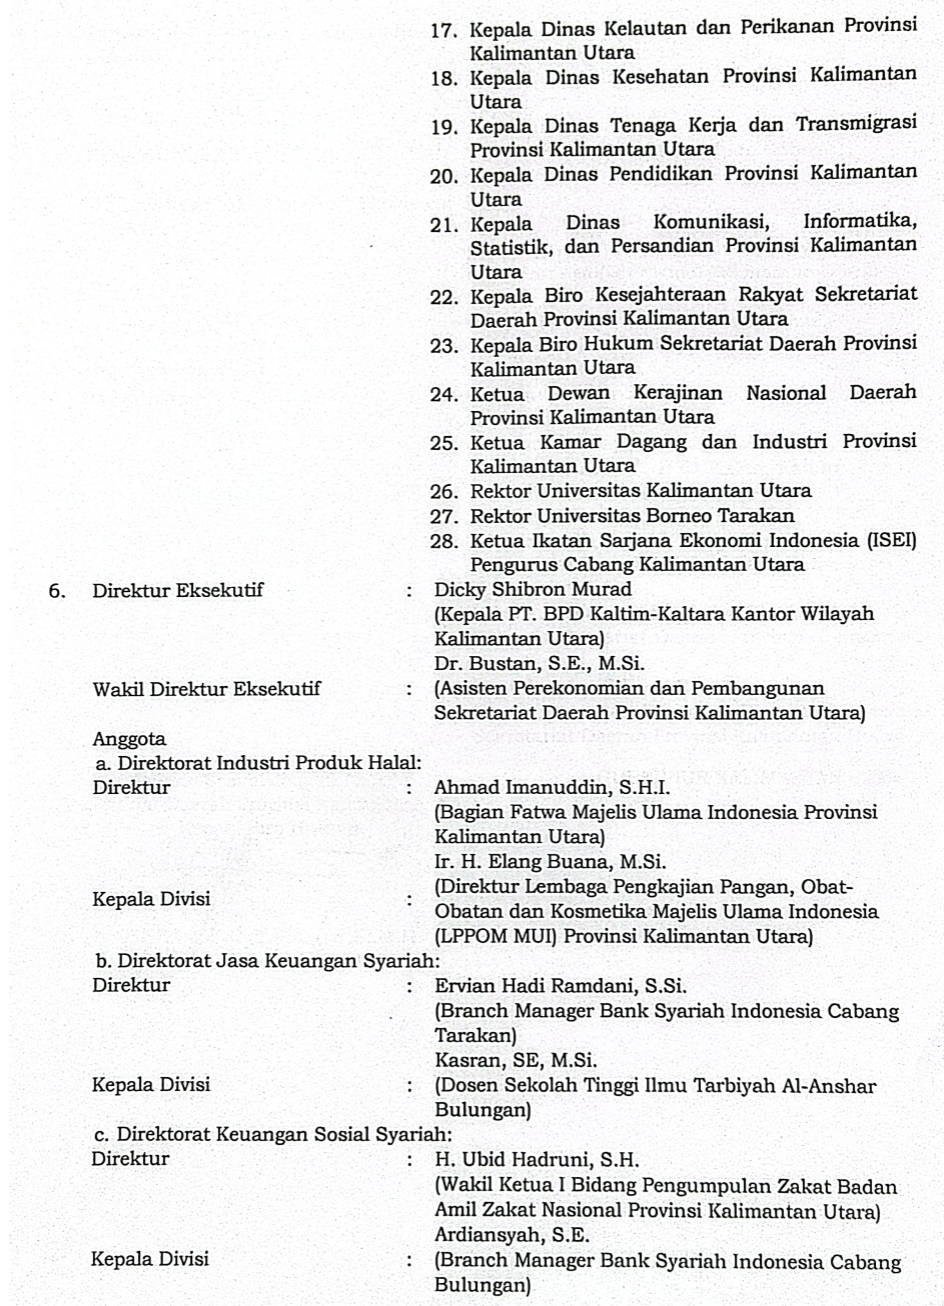 17. Kepala Dinas Kelautan dan Perikanan Provinsi
Kalimantan Utara
18. Kepala Dinas Kesehatan Provinsi Kalimantan
Utara
19. Kepala Dinas Tenaga Kerja dan Transmigrasi
Provinsi Kalimantan Utara
20. Kepala Dinas Pendidikan Provinsi Kalimantan
Utara
21. Kepala Dinas Komunikasi, Informatika,
Statistik, dan Persandian Provinsi Kalimantan
Utara
22. Kepala Biro Kesejahteraan Rakyat Sekretariat
Daerah Provinsi Kalimantan Utara
23. Kepala Biro Hukum Sekretariat Daerah Provinsi
Kalimantan Utara
24. Ketua Dewan Kerajinan Nasional Daerah
Provinsi Kalimantan Utara
25. Ketua Kamar Dagang dan Industri Provinsi
Kalimantan Utara
26. Rektor Universitas Kalimantan Utara
27. Rektor Universitas Borneo Tarakan
28. Ketua Ikatan Sarjana Ekonomi Indonesia (ISEI)
Pengurus Cabang Kalimantan Utara
6. Direktur Eksekutif : Dicky Shibron Murad
(Kepala PT. BPD Kaltim-Kaltara Kantor Wilayah
Kalimantan Utara)
Dr. Bustan, S.E., M.Si.
Wakil Direktur Eksekutif : (Asisten Perekonomian dan Pembangunan
Sekretariat Daerah Provinsi Kalimantan Utara)
Anggota
a. Direktorat Industri Produk Halal:
Direktur : Ahmad Imanuddin, S.H.I.
(Bagian Fatwa Majelis Ulama Indonesia Provinsi
Kalimantan Utara)
Ir. H. Elang Buana, M.Si.
Kepala Divisi : (Direktur Lembaga Pengkajian Pangan, Obat-
Obatan dan Kosmetika Majelis Ulama Indonesia
(LPPOM MUI) Provinsi Kalimantan Utara)
b. Direktorat Jasa Keuangan Syariah:
Direktur : Ervian Hadi Ramdani, S.Si.
(Branch Manager Bank Syariah Indonesia Cabang
Tarakan)
Kasran, SE, M.Si.
Kepala Divisi : (Dosen Sekolah Tinggi Ilmu Tarbiyah Al-Anshar
Bulungan)
c. Direktorat Keuangan Sosial Syariah:
Direktur : H. Ubid Hadruni, S.H.
(Wakil Ketua I Bidang Pengumpulan Zakat Badan
Amil Zakat Nasional Provinsi Kalimantan Utara)
Ardiansyah, S.E.
Kepala Divisi : (Branch Manager Bank Syariah Indonesia Cabang
Bulungan)